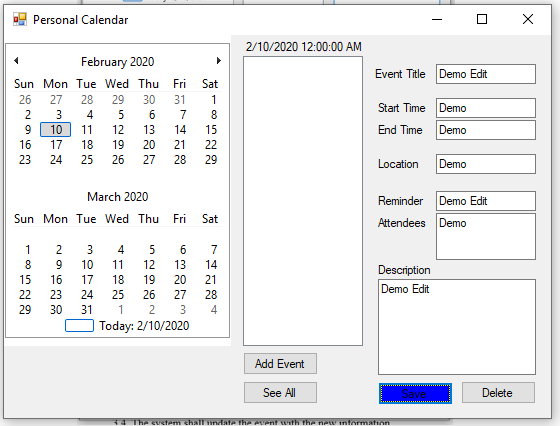 Personal Calendar
February 2020
Sun Mon Tue Wed Thu Fri Sat
26 27 28 29 30 31 1
2 3 4 5 6 7 8
9 10 11 12 13 14 15
16 17 18 19 20 21 22
23 24 25 26 27 28 29
March 2020
Sun Mon Tue Wed Thu Fri Sat
1 2 3 4 5 6 7
8 9 10 11 12 13 14
15 16 17 18 19 20 21
22 23 24 25 26 27 28
29 30 31 1 2 3 4
Today: 2/10/2020
2/10/2020 12:00:00 AM
Add Event
See All
Event Title Demo Edit
Start Time Demo
End Time Demo
Location Demo
Reminder Demo Edit
Attendees Demo
Description
Demo Edit
Save Delete
i.4. The system shall update the event with the new information